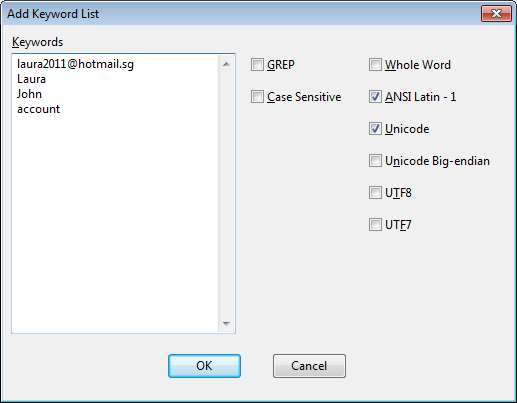 Add Keyword List
Keywords
laura2011@hotmail.sg
Laura
John
account
GREP
Case Sensitive
Whole Word
ANSI Latin - 1
Unicode
Unicode Big-endian
UTF8
UTF7
OK
Cancel